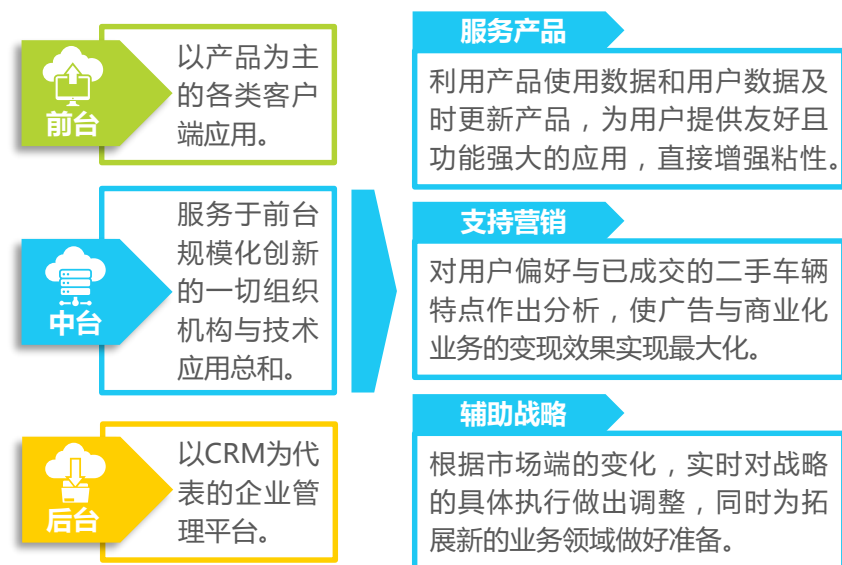 前台
以产品为主
的各类客户
端应用。
中台
服务于前台
规模化创新
的一切组织
机构与技术
应用总和。
后台
以CRM为代
表的企业管
理平台。
服务产品
利用产品使用数据和用户数据及
时更新产品，为用户提供友好且
功能强大的应用，直接增强粘性。
支持营销
对用户偏好与已成交的二手车辆
特点作出分析，使广告与商业化
业务的变现效果实现最大化。
辅助战略
根据市场端的变化，实时对战略
的具体执行做出调整，同时为拓
展新的业务领域做好准备。